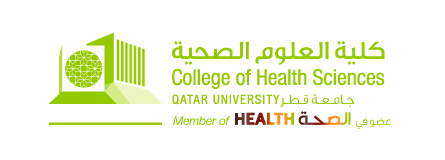 كلية العلوم الصحية
College of Health Sciences
QATAR UNIVERSITY جامعة قطر
Member of HEALTH الصحة عضو في